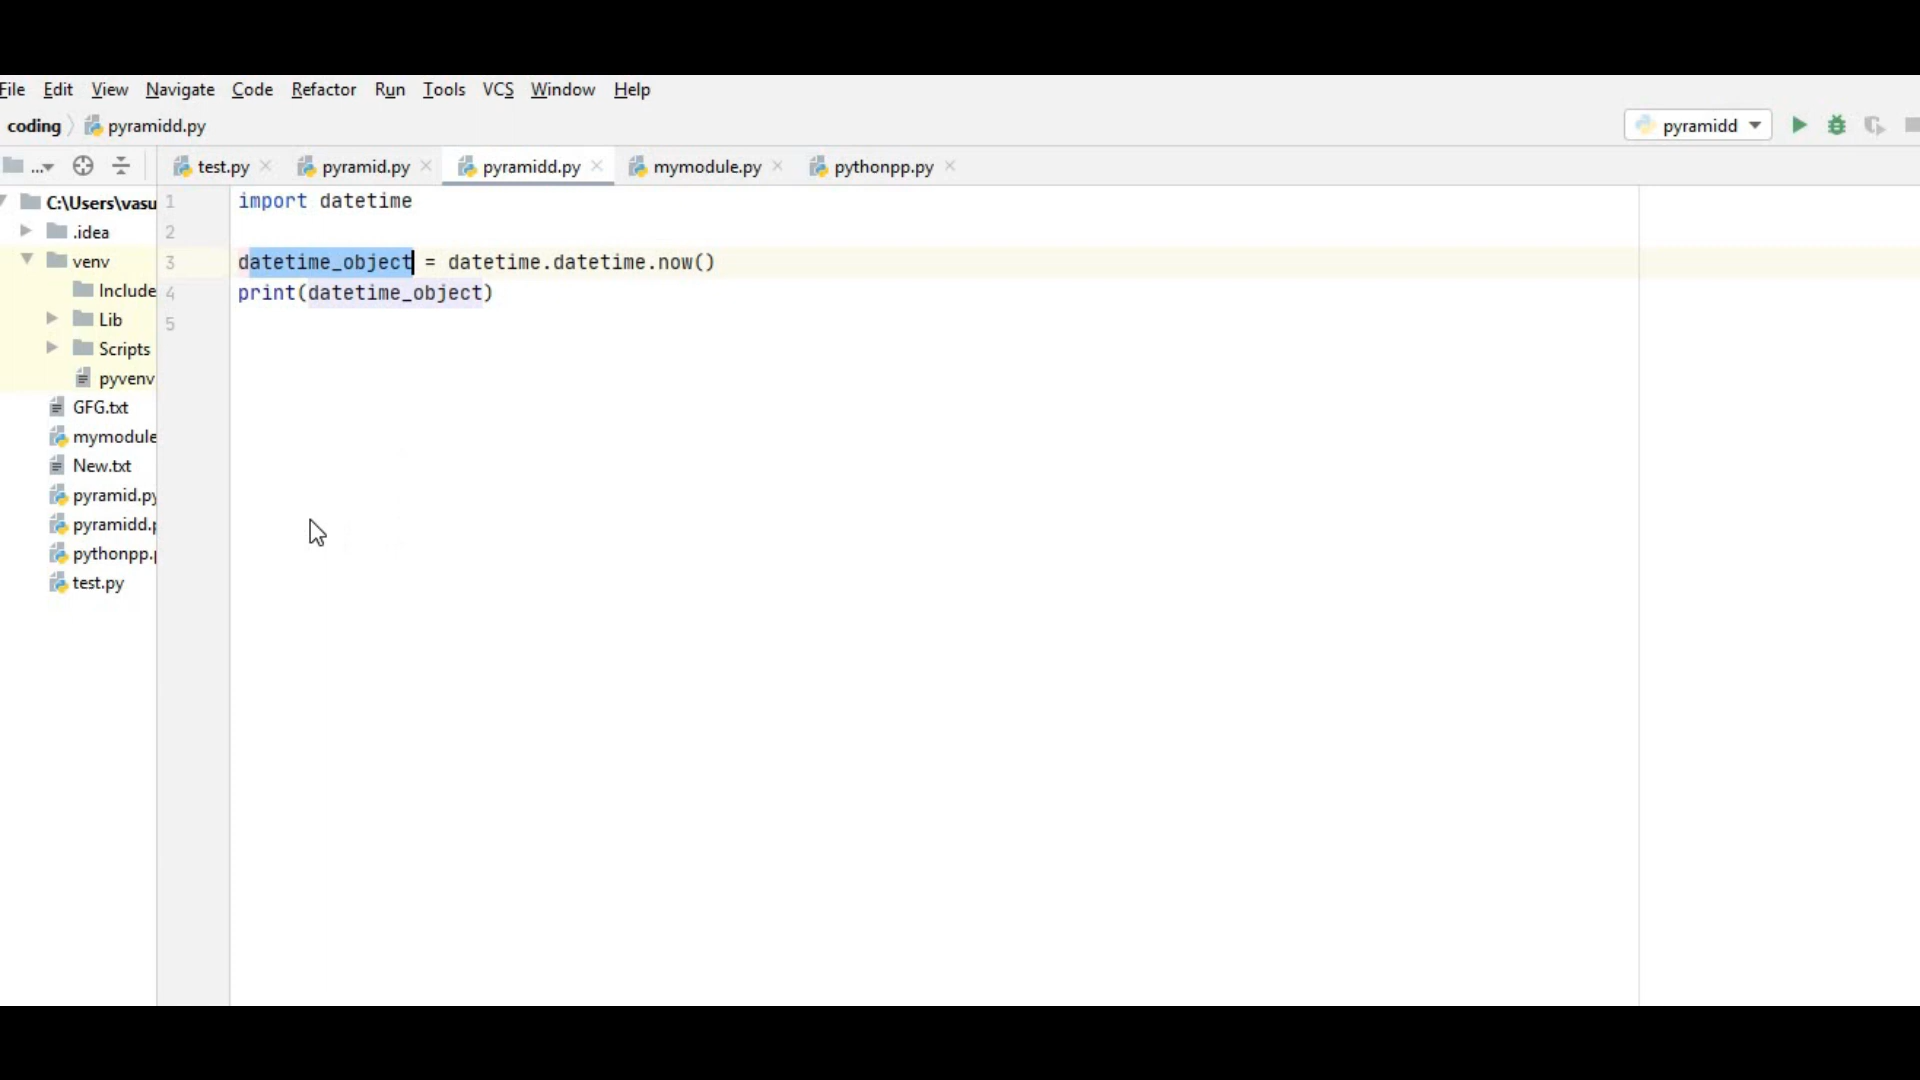 File Edit View Navigate Code Refactor Run Tools VCS Window Help
coding pyramidd.py pyramidd
... test.py pyramid.py pyramidd.py mymodule.py pythonpp.py
C:\Users\vasu
.idea
venv
Include
Lib
Scripts
pyvenv
GFG.txt
mymodule
New.txt
pyramid.py
pyramidd.p
pythonpp.p
test.py
1 import datetime
2
3 datetime_object = datetime.datetime.now()
4 print(datetime_object)
5